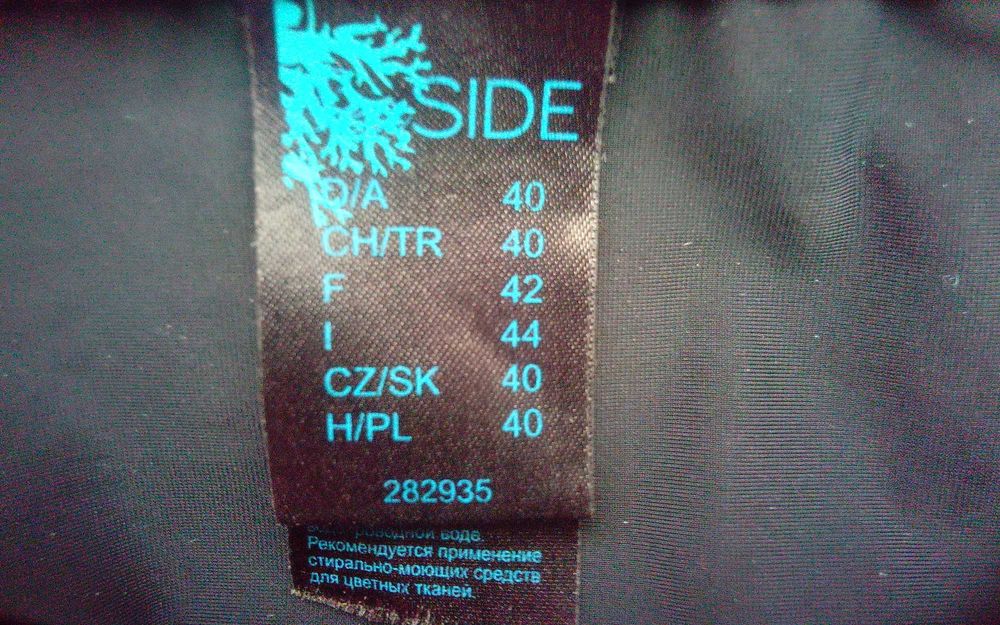 SIDE
D/A 40
CH/TR 40
F 42
I 44
CZ/SK 40
H/PL 40
282935
воде.
Рекомендуется применение
стирально-моющих средств
для цветных тканей.